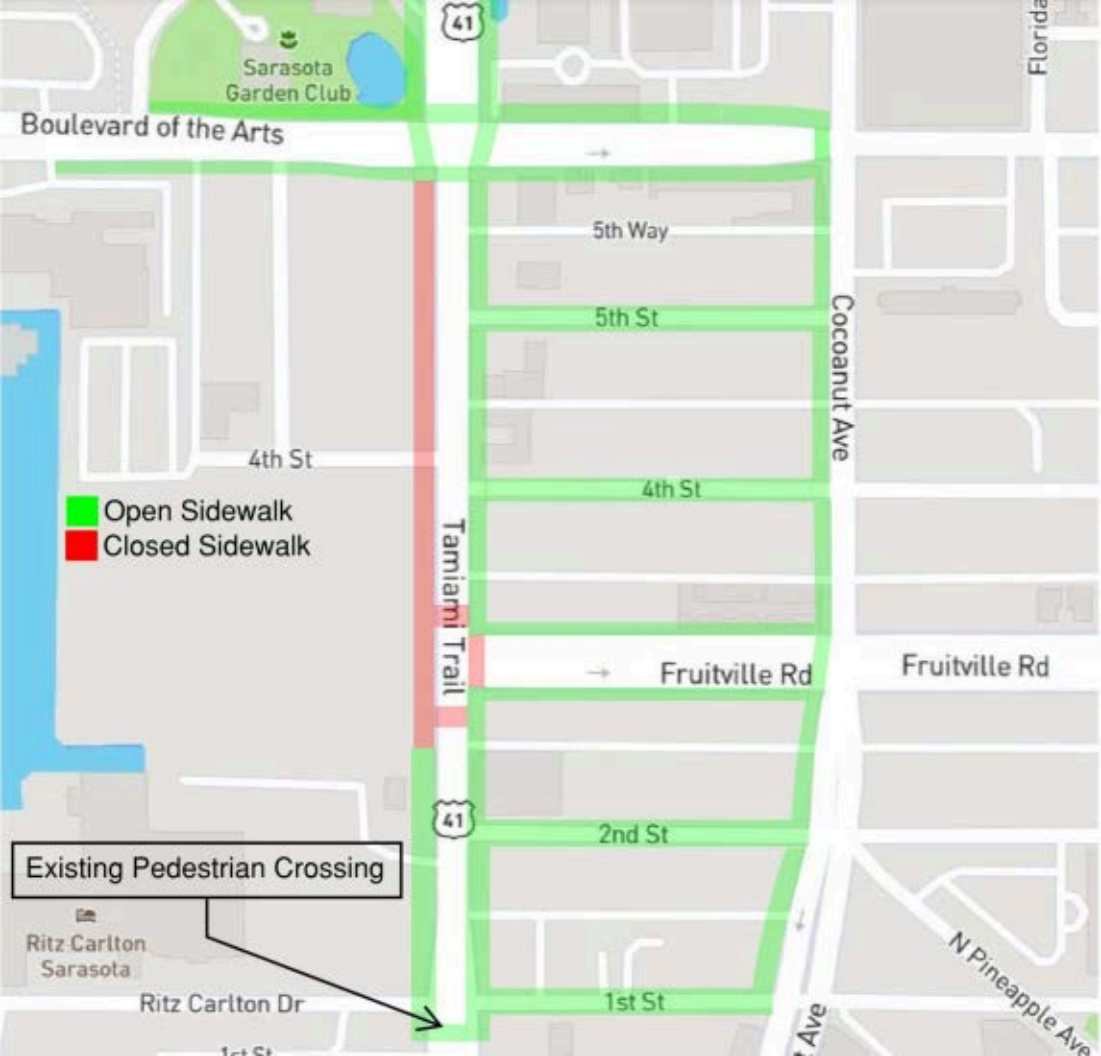 41
Florida
Sarasota
Garden Club
Boulevard of the Arts
5th Way
5th St
Cocoanut Ave
4th St
4th St
Open Sidewalk
Closed Sidewalk
Tamiami Trail
Fruitville Rd
Fruitville Rd
41
2nd St
Existing Pedestrian Crossing
Ritz Carlton
Sarasota
N Pineapple Ave
Ritz Carlton Dr
1st St
Ave
1st St